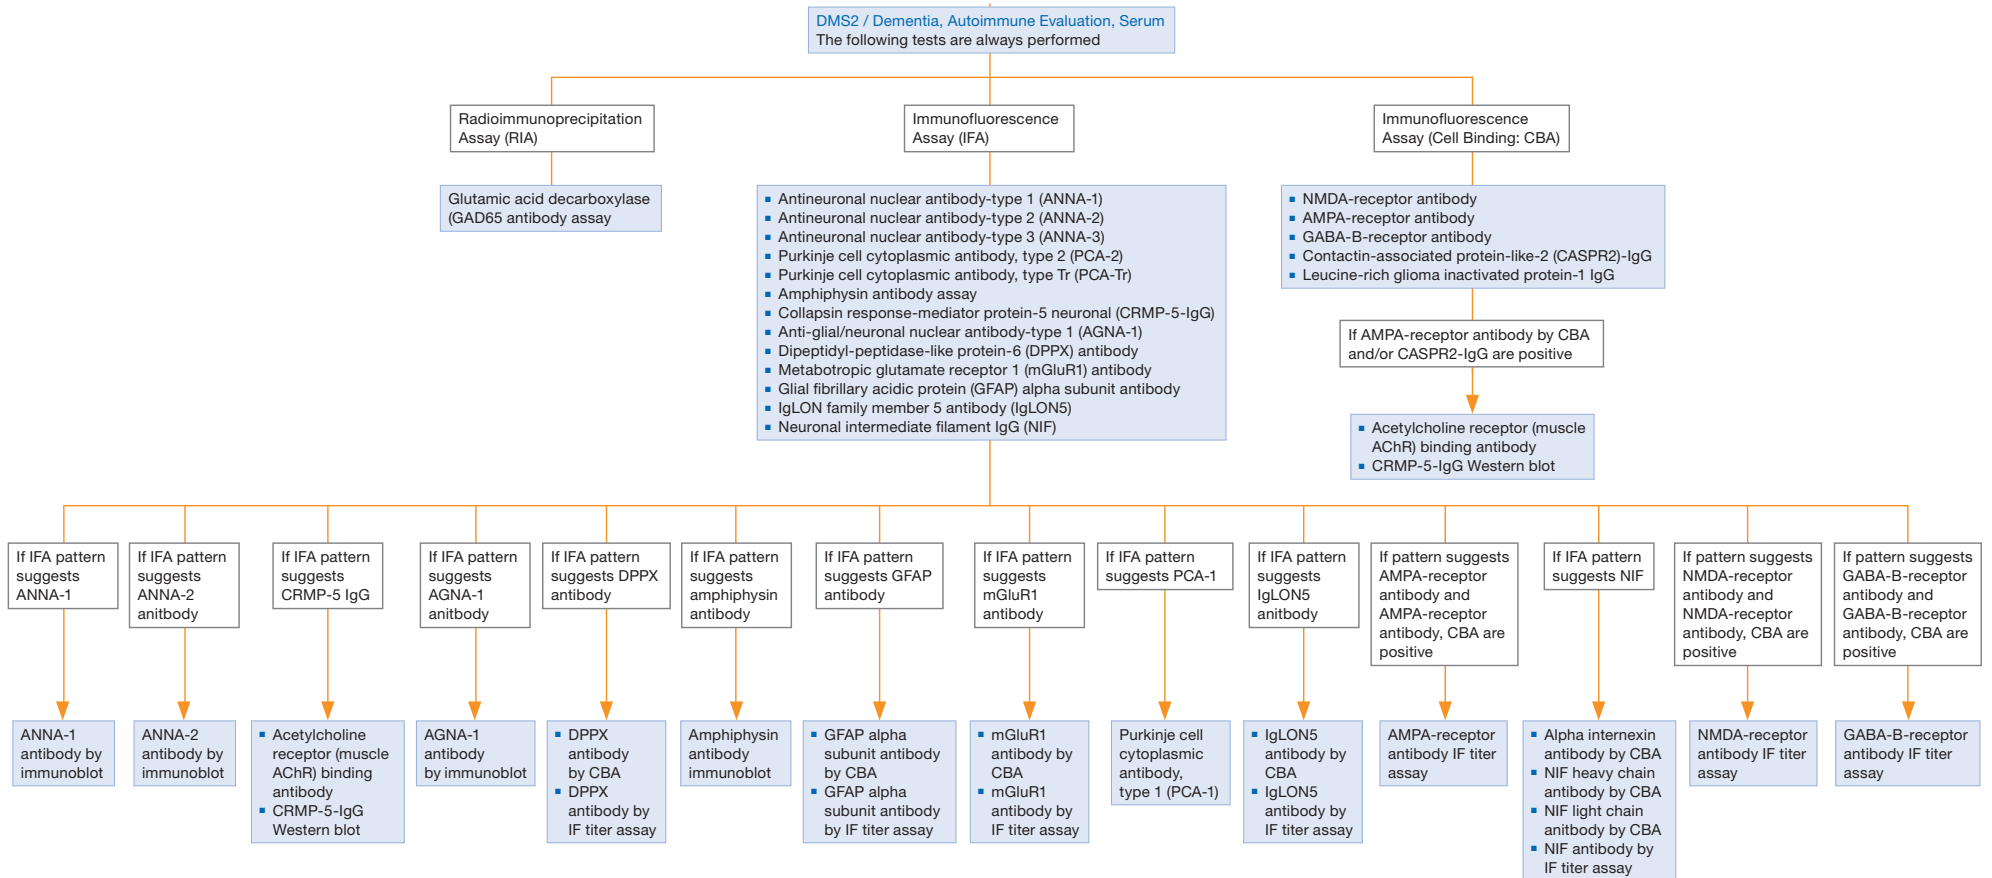 DMS2 / Dementia, Autoimmune Evaluation, Serum
The following tests are always performed
Radioimmunoprecipitation
Assay (RIA)
Immunofluorescence
Assay (IFA)
Immunofluorescence
Assay (Cell Binding: CBA)
Glutamic acid decarboxylase
(GAD65 antibody assay
▪ Antineuronal nuclear antibody-type 1 (ANNA-1)
▪ Antineuronal nuclear antibody-type 2 (ANNA-2)
▪ Antineuronal nuclear antibody-type 3 (ANNA-3)
▪ Purkinje cell cytoplasmic antibody, type 2 (PCA-2)
▪ Purkinje cell cytoplasmic antibody, type Tr (PCA-Tr)
▪ Amphiphysin antibody assay
▪ Collapsin response-mediator protein-5 neuronal (CRMP-5-IgG)
▪ Anti-glial/neuronal nuclear antibody-type 1 (AGNA-1)
▪ Dipeptidyl-peptidase-like protein-6 (DPPX) antibody
▪ Metabotropic glutamate receptor 1 (mGluR1) antibody
▪ Glial fibrillary acidic protein (GFAP) alpha subunit antibody
▪ IgLON family member 5 antibody (IgLON5)
▪ Neuronal intermediate filament IgG (NIF)
▪ NMDA-receptor antibody
▪ AMPA-receptor antibody
▪ GABA-B-receptor antibody
▪ Contactin-associated protein-like-2 (CASPR2)-IgG
▪ Leucine-rich glioma inactivated protein-1 IgG
If AMPA-receptor antibody by CBA
and/or CASPR2-IgG are positive
▪ Acetylcholine receptor (muscle
AChR) binding antibody
▪ CRMP-5-IgG Western blot
If IFA pattern
suggests
ANNA-1
If IFA pattern
suggests
ANNA-2
anitbody
If IFA pattern
suggests
CRMP-5 IgG
If IFA pattern
suggests
AGNA-1
anitbody
If IFA pattern
suggests DPPX
antibody
If IFA pattern
suggests
amphiphysin
antibody
If IFA pattern
suggests GFAP
antibody
If IFA pattern
suggests
mGluR1
antibody
If IFA pattern
suggests PCA-1
If IFA pattern
suggests
IgLON5
anitbody
If pattern suggests
AMPA-receptor
antibody and
AMPA-receptor
antibody, CBA are
positive
If IFA pattern
suggests NIF
If pattern suggests
NMDA-receptor
antibody and
NMDA-receptor
antibody, CBA are
positive
If pattern suggests
GABA-B-receptor
antibody and
GABA-B-receptor
antibody, CBA are
positive
ANNA-1
antibody by
immunoblot
ANNA-2
antibody by
immunoblot
▪ Acetylcholine
receptor (muscle
AChR) binding
antibody
▪ CRMP-5-IgG
Western blot
AGNA-1
antibody
by immunoblot
▪ DPPX
antibody
by CBA
▪ DPPX
antibody by
IF titer assay
Amphiphysin
antibody
immunoblot
▪ GFAP alpha
subunit antibody
by CBA
▪ GFAP alpha
subunit antibody
by IF titer assay
▪ mGluR1
antibody by
CBA
▪ mGluR1
antibody by
IF titer assay
Purkinje cell
cytoplasmic
antibody,
type 1 (PCA-1)
▪ IgLON5
antibody by
CBA
▪ IgLON5
antibody by
IF titer assay
AMPA-receptor
antibody IF titer
assay
▪ Alpha internexin
antibody by CBA
▪ NIF heavy chain
antibody by CBA
▪ NIF light chain
anitbody by CBA
▪ NIF antibody by
IF titer assay
NMDA-receptor
antibody IF titer
assay
GABA-B-receptor
antibody IF titer
assay